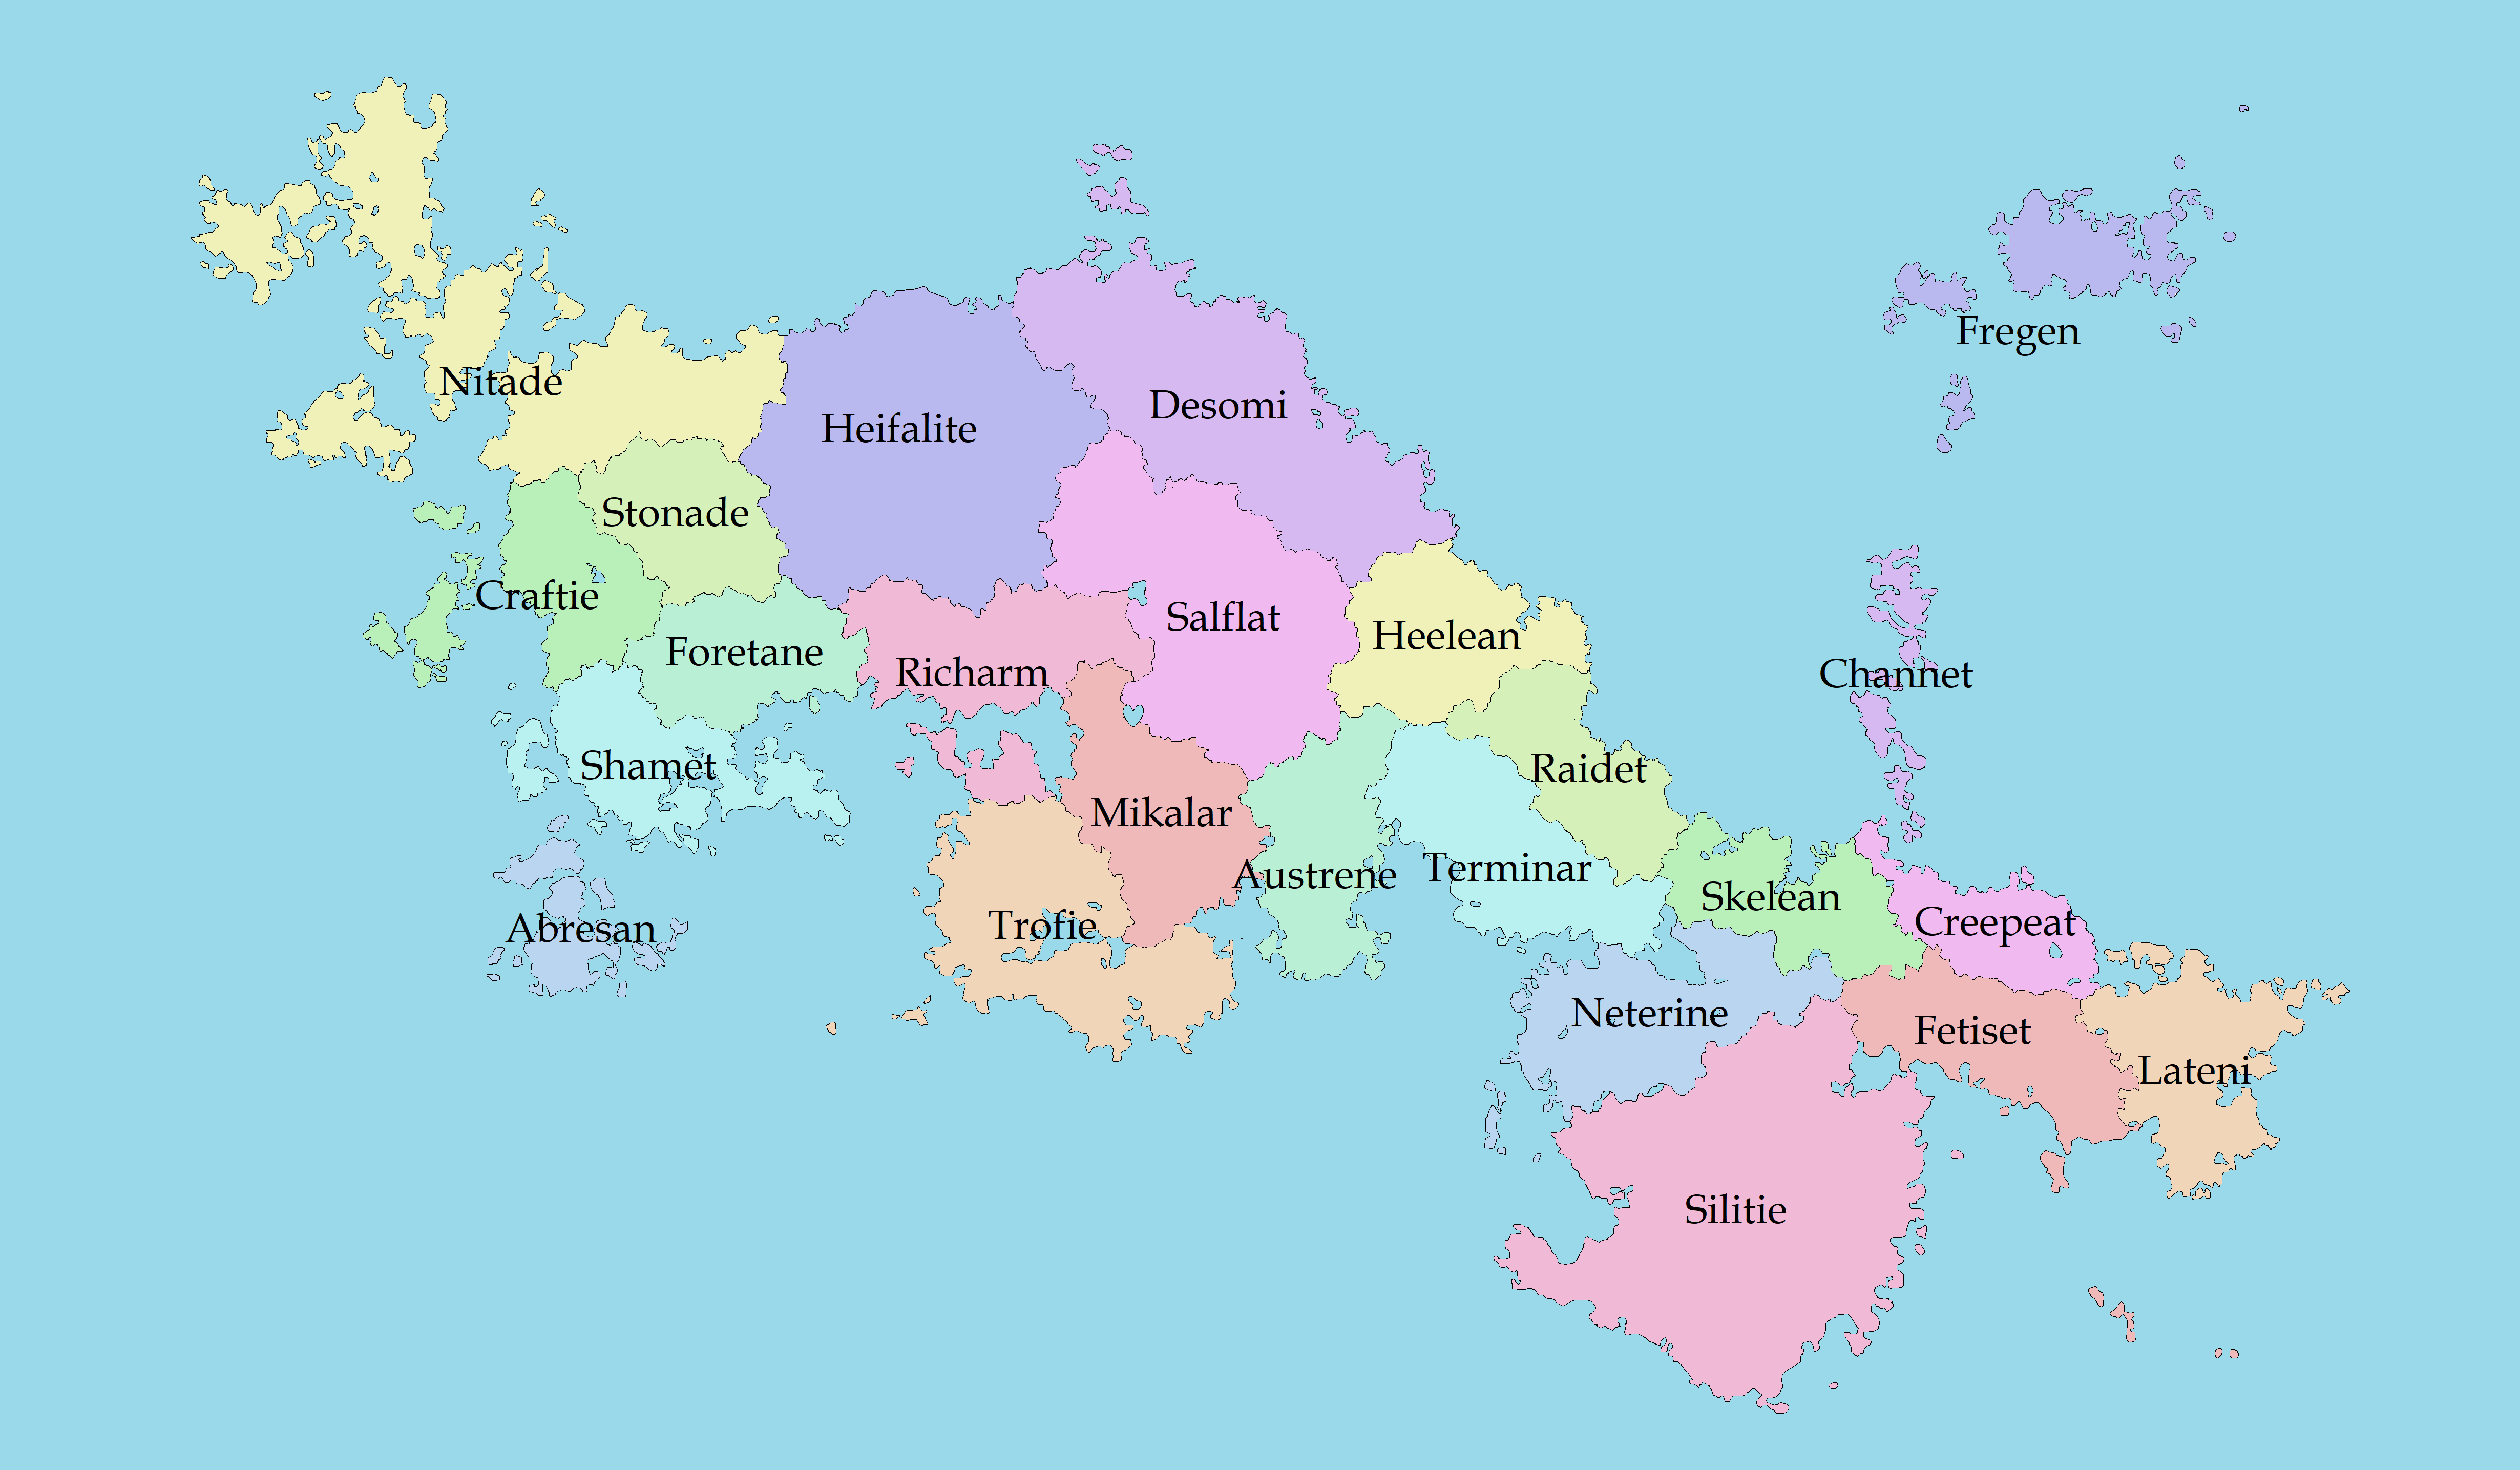 Fregen
Nitade
Desomi
Heifalite
Stonade
Craftie
Salflat
Heelean
Foretane
Richarm
Channet
Shamet
Raidet
Mikalar
Terminar
Austrene
Skelean
Creepeat
Trofie
Abresan
Neterine
Fetiset
Lateni
Silitie